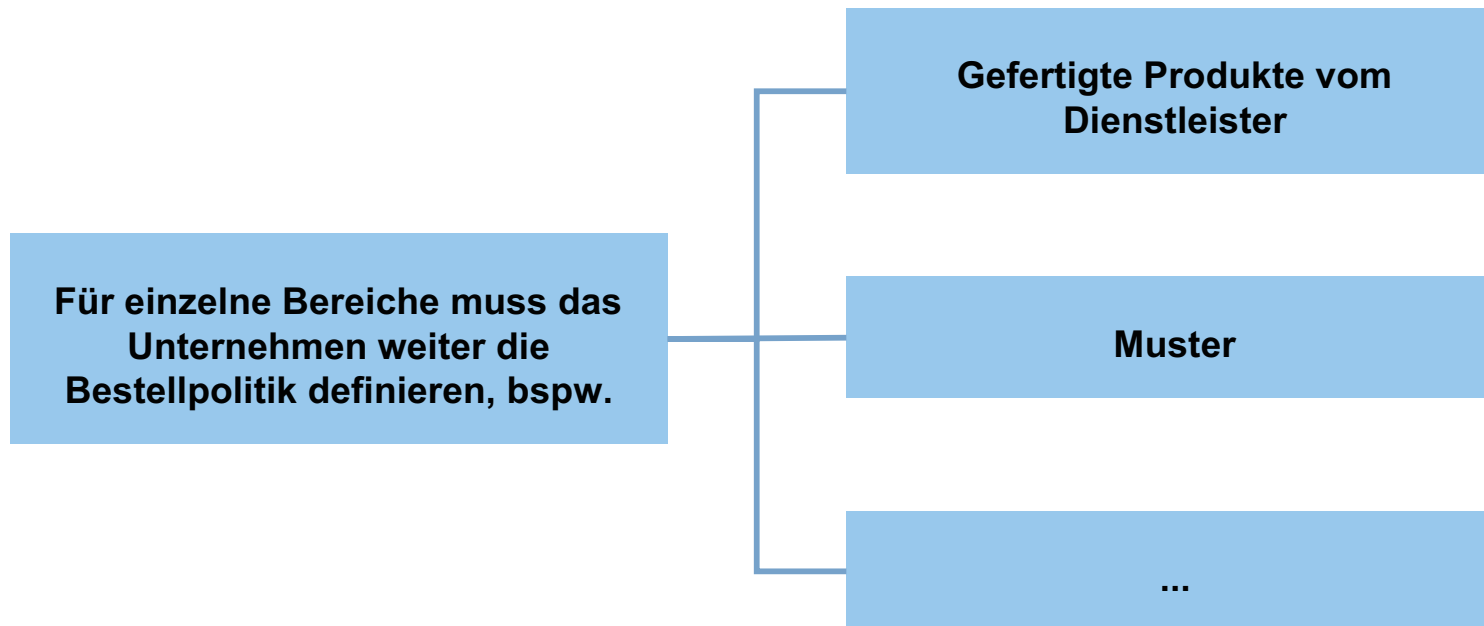 Gefertigte Produkte vom
Dienstleister
Für einzelne Bereiche muss das
Unternehmen weiter die
Bestellpolitik definieren, bspw.
Muster
...